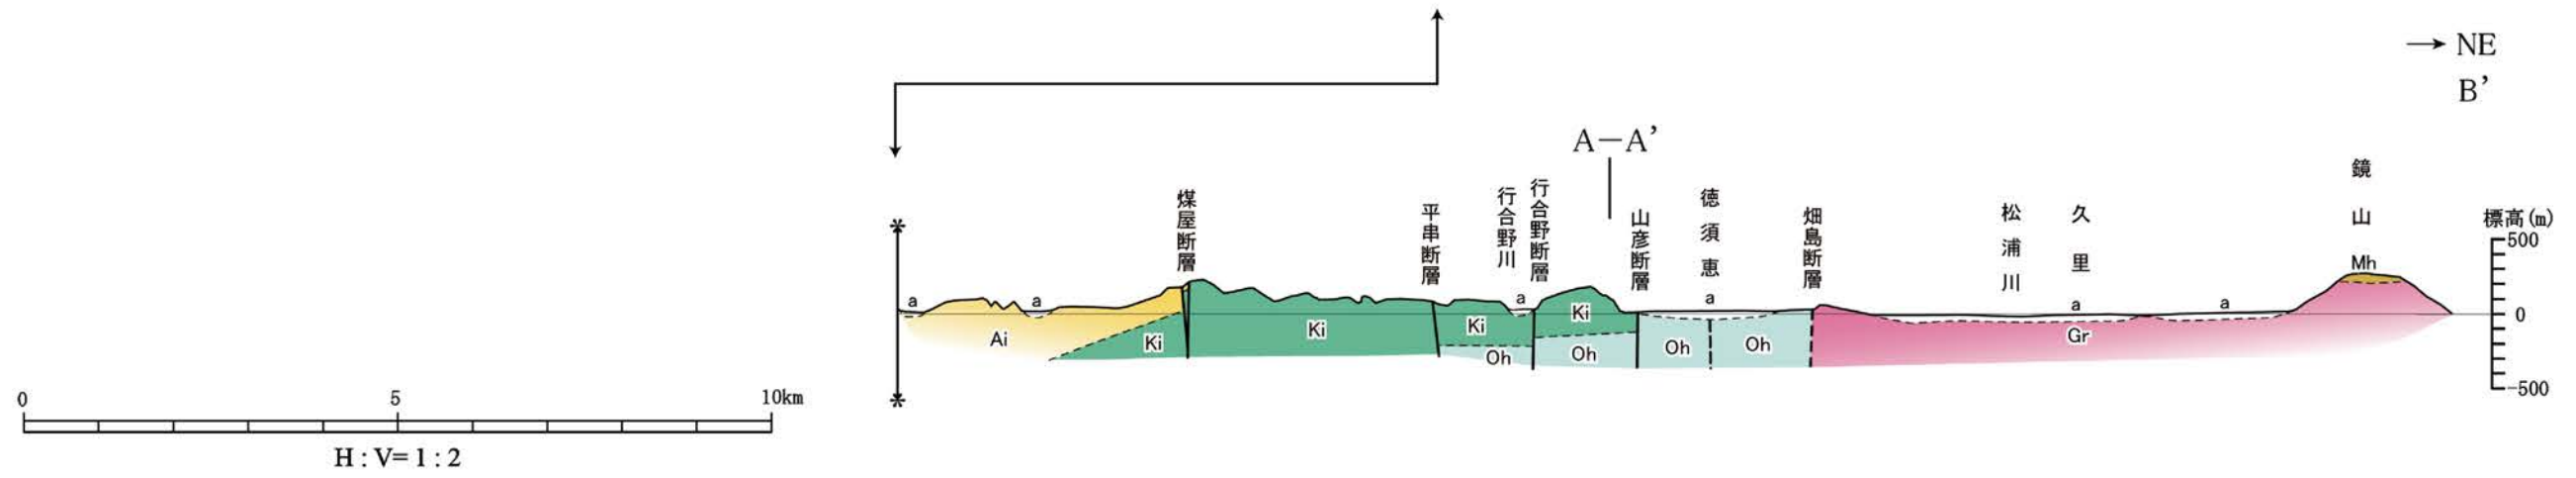 → NE
B’
A－A’
鏡山
煤屋断層
平串断層
行合野川
行合野断層
山彦断層
徳須恵
畑島断層
松浦川
久里
標高(m)
500
0
-500
Mh
a
a
a
a
a
a
Ai
Ki
Ki
Ki
Ki
Oh
Oh
Oh
Oh
Gr
*
*
0 5 10km
H : V= 1 : 2